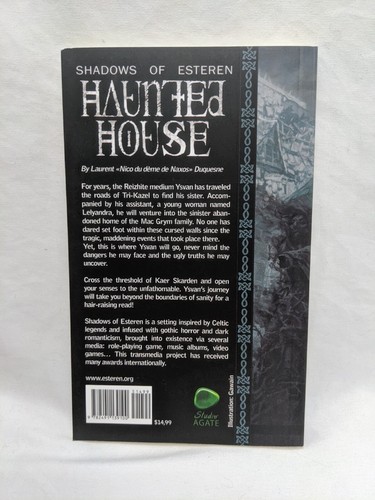 SHADOWS OF ESTEREN
HAUNTED
HOUSE
By Laurent «Nico du dème de Naxos» Duquesne
For years, the Reizhite medium Ysvan has traveled
the roads of Tri-Kazel to find his sister. Accom-
panied by his assistant, a young woman named
Lelyandra, he will venture into the sinister aban-
doned home of the Mac Grym family. No one has
dared set foot within these cursed walls since the
tragic, maddening events that took place there.
Yet, this is where Ysvan will go, never mind the
dangers he may face and the ugly truths he may
uncover.
Cross the threshold of Kaer Skarden and open
your senses to the unfathomable. Ysvan's journey
will take you beyond the boundaries of sanity for a
hair-raising read!
Shadows of Esteren is a setting inspired by Celtic
legends and infused with gothic horror and dark
romanticism, brought into existence via several
media: role-playing game, music albums, video
games... This transmedia project has received
many awards internationally.
www.esteren.org
$14,99
Studio
AGATE
Illustration: Gawain